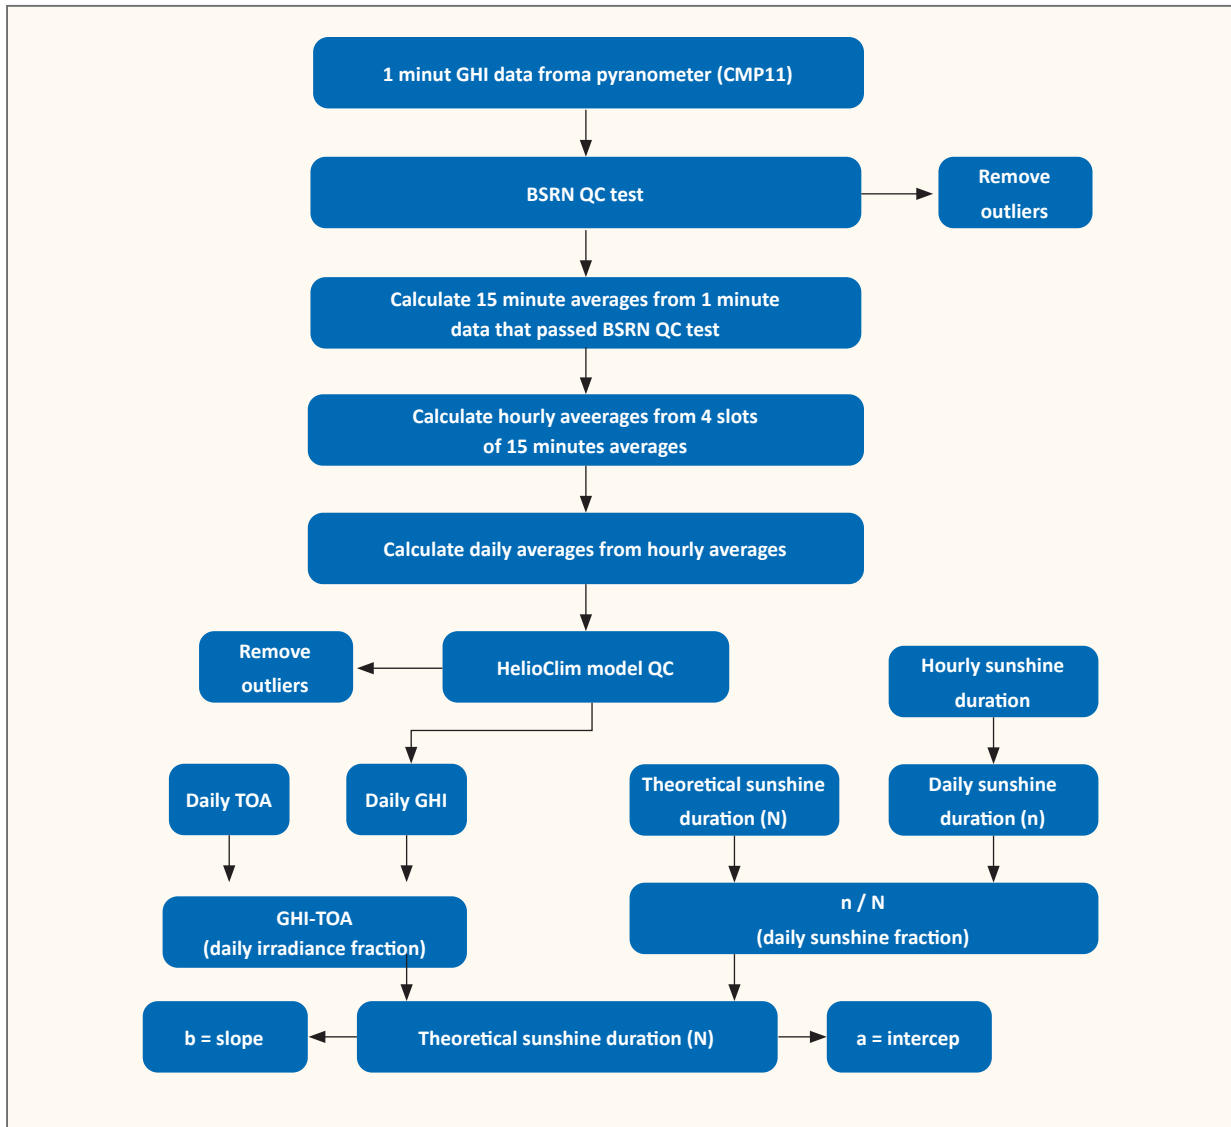 1 minut GHI data froma pyranometer (CMP11)
BSRN QC test
Remove
outliers
Calculate 15 minute averages from 1 minute
data that passed BSRN QC test
Calculate hourly aveerages from 4 slots
of 15 minutes averages
Calculate daily averages from hourly averages
Remove
outliers
HelioClim model QC
Hourly sunshine
duration
Daily TOA
Daily GHI
Theoretical sunshine
duration (N)
Daily sunshine
duration (n)
GHI-TOA
(daily irradiance fraction)
n / N
(daily sunshine fraction)
b = slope
Theoretical sunshine duration (N)
a = intercep